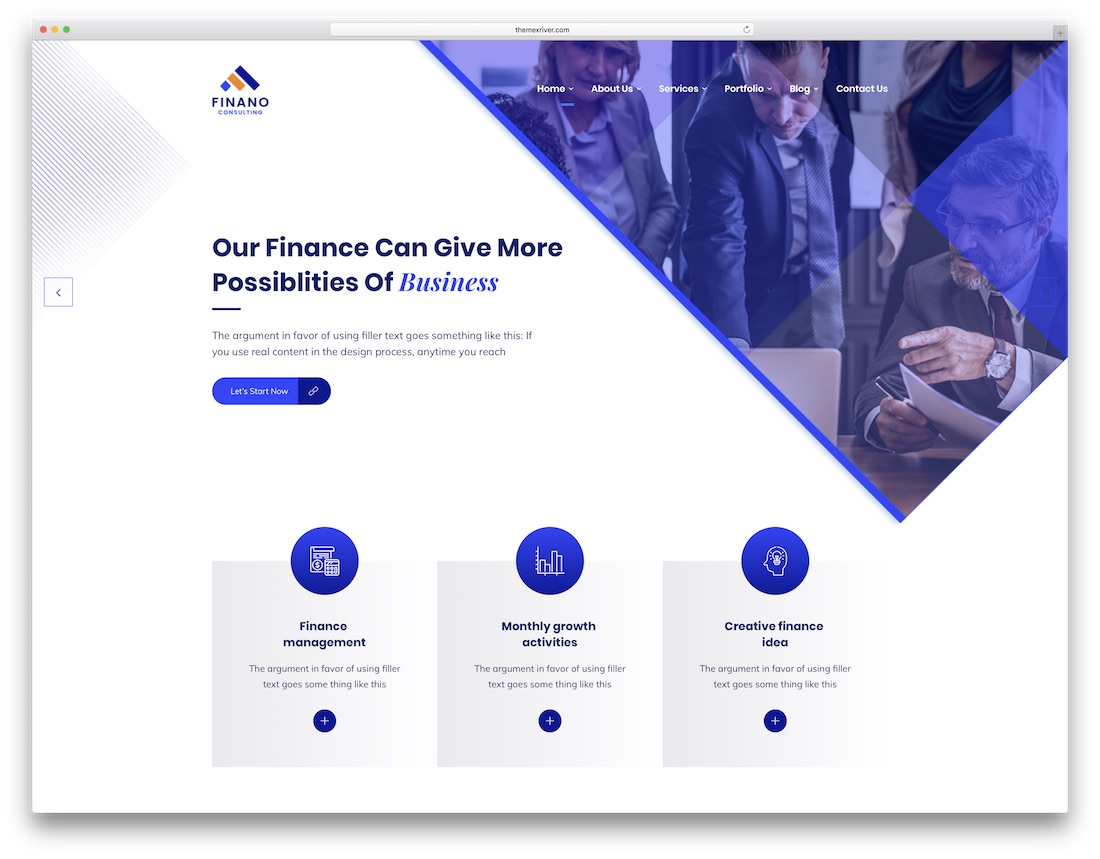 themexriver.com
FINANO
CONSULTING
Home
About Us
Services
Portfolio
Blog
Contact Us
Our Finance Can Give More
Possiblities Of Business
The argument in favor of using filler text goes something like this: If
you use real content in the design process, anytime you reach
Let's Start Now
Finance
management
The argument in favor of using filler
text goes some thing like this
Monthly growth
activities
The argument in favor of using filler
text goes some thing like this
Creative finance
idea
The argument in favor of using filler
text goes some thing like this